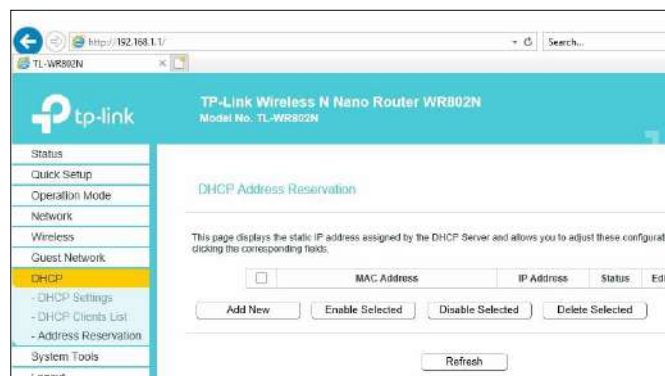 http://192.168.1.1/
Search...
TL-WR802N
tp-link
TP-Link Wireless N Nano Router WR802N
Model No. TL-WR802N
Status
Quick Setup
Operation Mode
Network
Wireless
Guest Network
DHCP
- DHCP Settings
- DHCP Clients List
- Address Reservation
System Tools
Logout
DHCP Address Reservation
This page displays the static IP address assigned by the DHCP Server and allows you to adjust these configurat
clicking the corresponding fields.
MAC Address IP Address Status Edi
Add New Enable Selected Disable Selected Delete Selected
Refresh